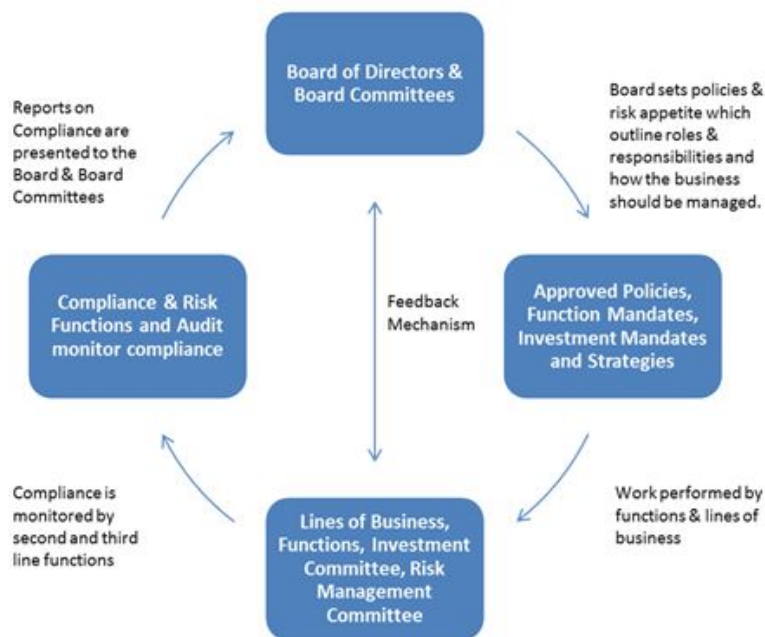 Board of Directors &
Board Committees
Board sets policies &
risk appetite which
outline roles &
responsibilities and
how the business
should be managed.
Reports on
Compliance are
presented to the
Board & Board
Committees
Compliance & Risk
Functions and Audit
monitor compliance
Feedback
Mechanism
Approved Policies,
Function Mandates,
Investment Mandates
and Strategies
Compliance is
monitored by
second and third
line functions
Lines of Business,
Functions, Investment
Committee, Risk
Management
Committee
Work performed by
functions & lines of
business